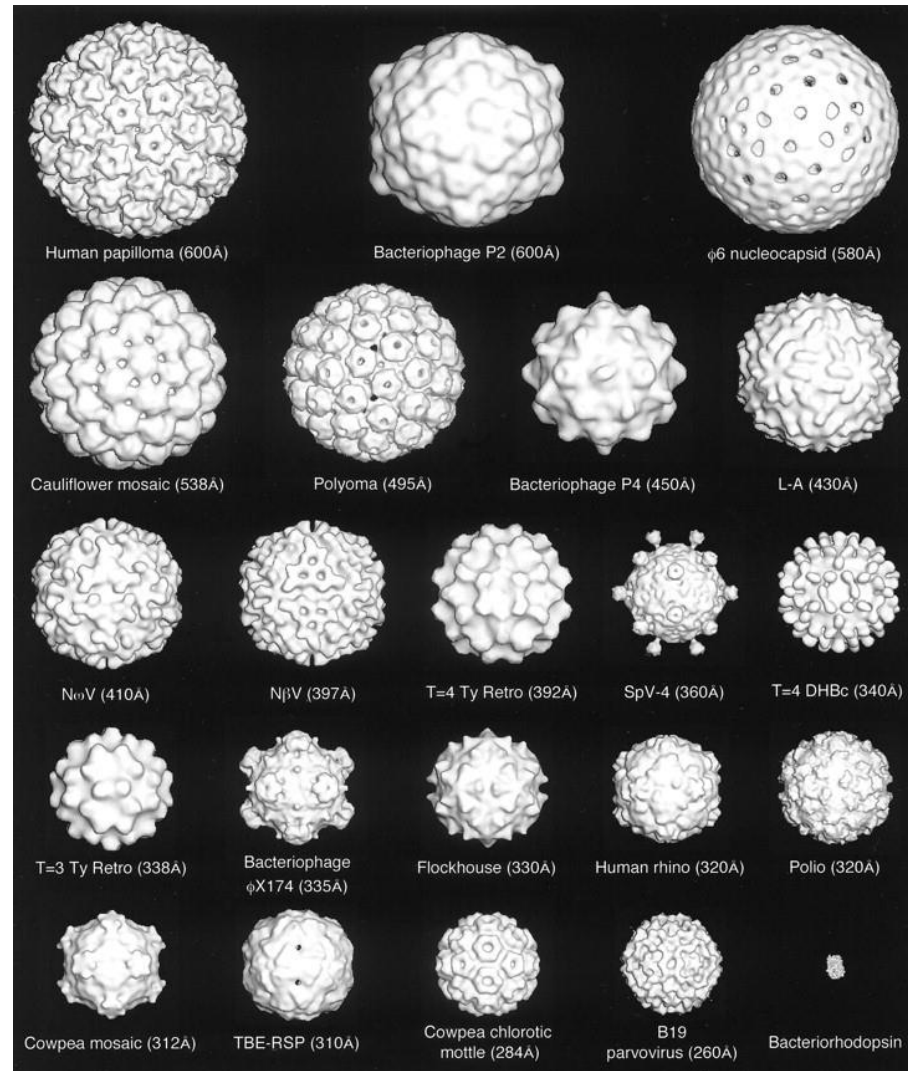 Human papilloma (600Å)
Bacteriophage P2 (600Å)
ϕ6 nucleocapsid (580Å)
Cauliflower mosaic (538Å)
Polyoma (495Å)
Bacteriophage P4 (450Å)
L-A (430Å)
NωV (410Å)
NβV (397Å)
T=4 Ty Retro (392Å)
SpV-4 (360Å)
T=4 DHBc (340Å)
T=3 Ty Retro (338Å)
Bacteriophage
ϕX174 (335Å)
Flockhouse (330Å)
Human rhino (320Å)
Polio (320Å)
Cowpea mosaic (312Å)
TBE-RSP (310Å)
Cowpea chlorotic
mottle (284Å)
B19
parvovirus (260Å)
Bacteriorhodopsin